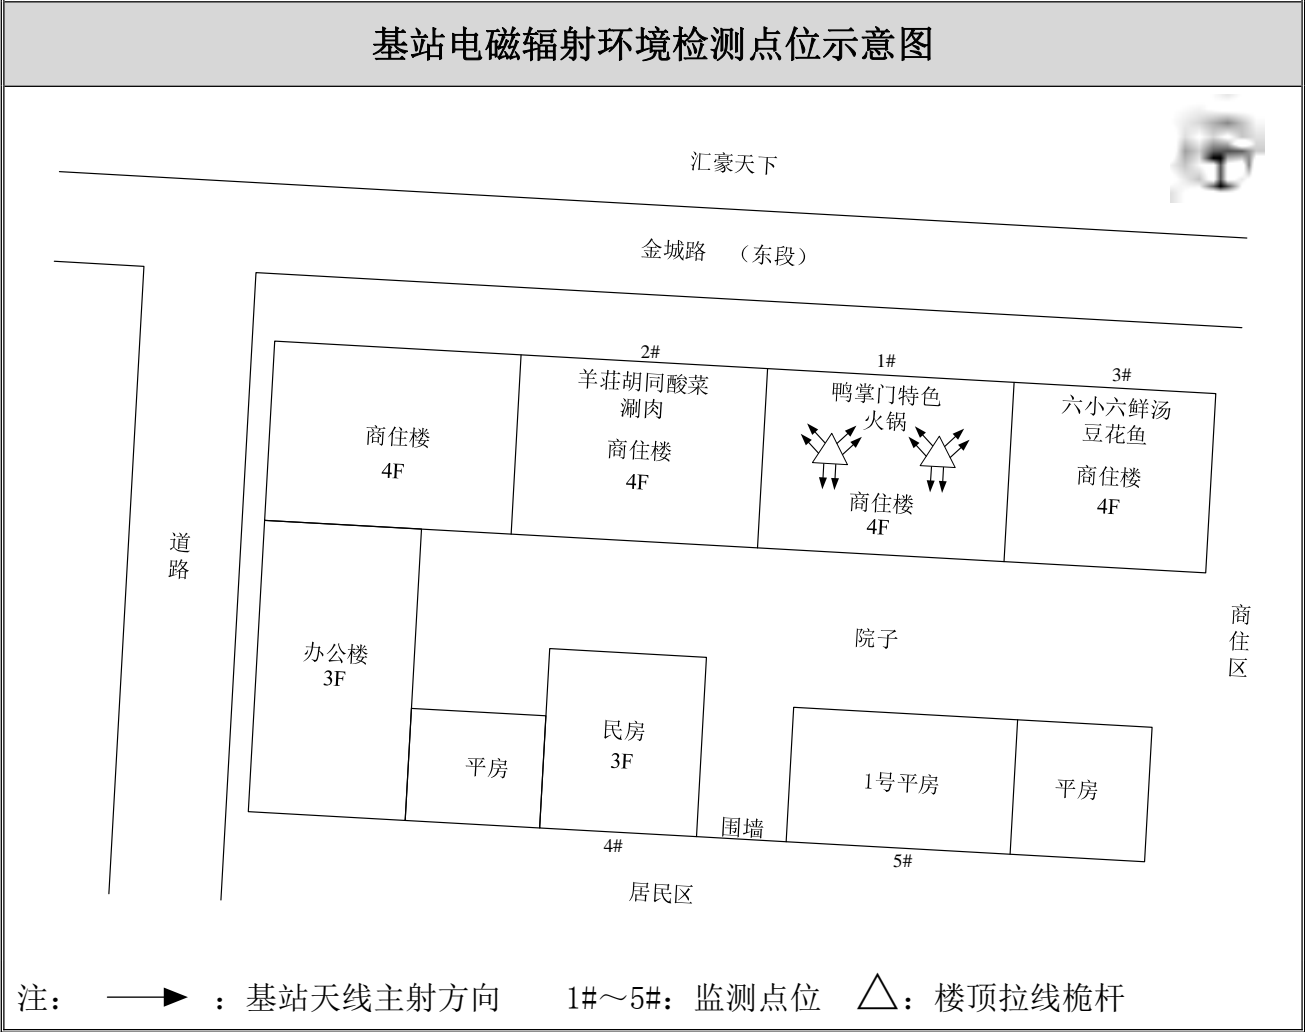 基站电磁辐射环境检测点位示意图
汇豪天下
金城路 （东段）
2#
1#
3#
羊荘胡同酸菜
涮肉
商住楼
4F
鸭掌门特色
火锅
商住楼
4F
六小六鲜汤
豆花鱼
商住楼
4F
商住楼
4F
道
路
办公楼
3F
院子
商
住
区
平房
民房
3F
围墙
1号平房
平房
4#
5#
居民区
注： ：基站天线主射方向 1#～5#：监测点位 ：楼顶拉线桅杆